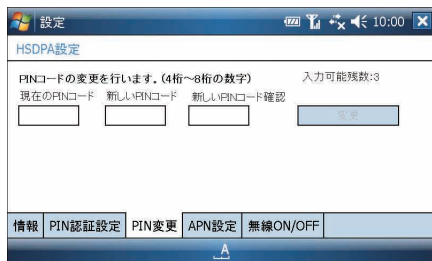 設定 10:00
HSDPA設定
PINコードの変更を行います。(4桁～8桁の数字) 入力可能残数:3
現在のPINコード 新しいPINコード 新しいPINコード確認
変更
情報 PIN認証設定 PIN変更 APN設定 無線ON/OFF
A